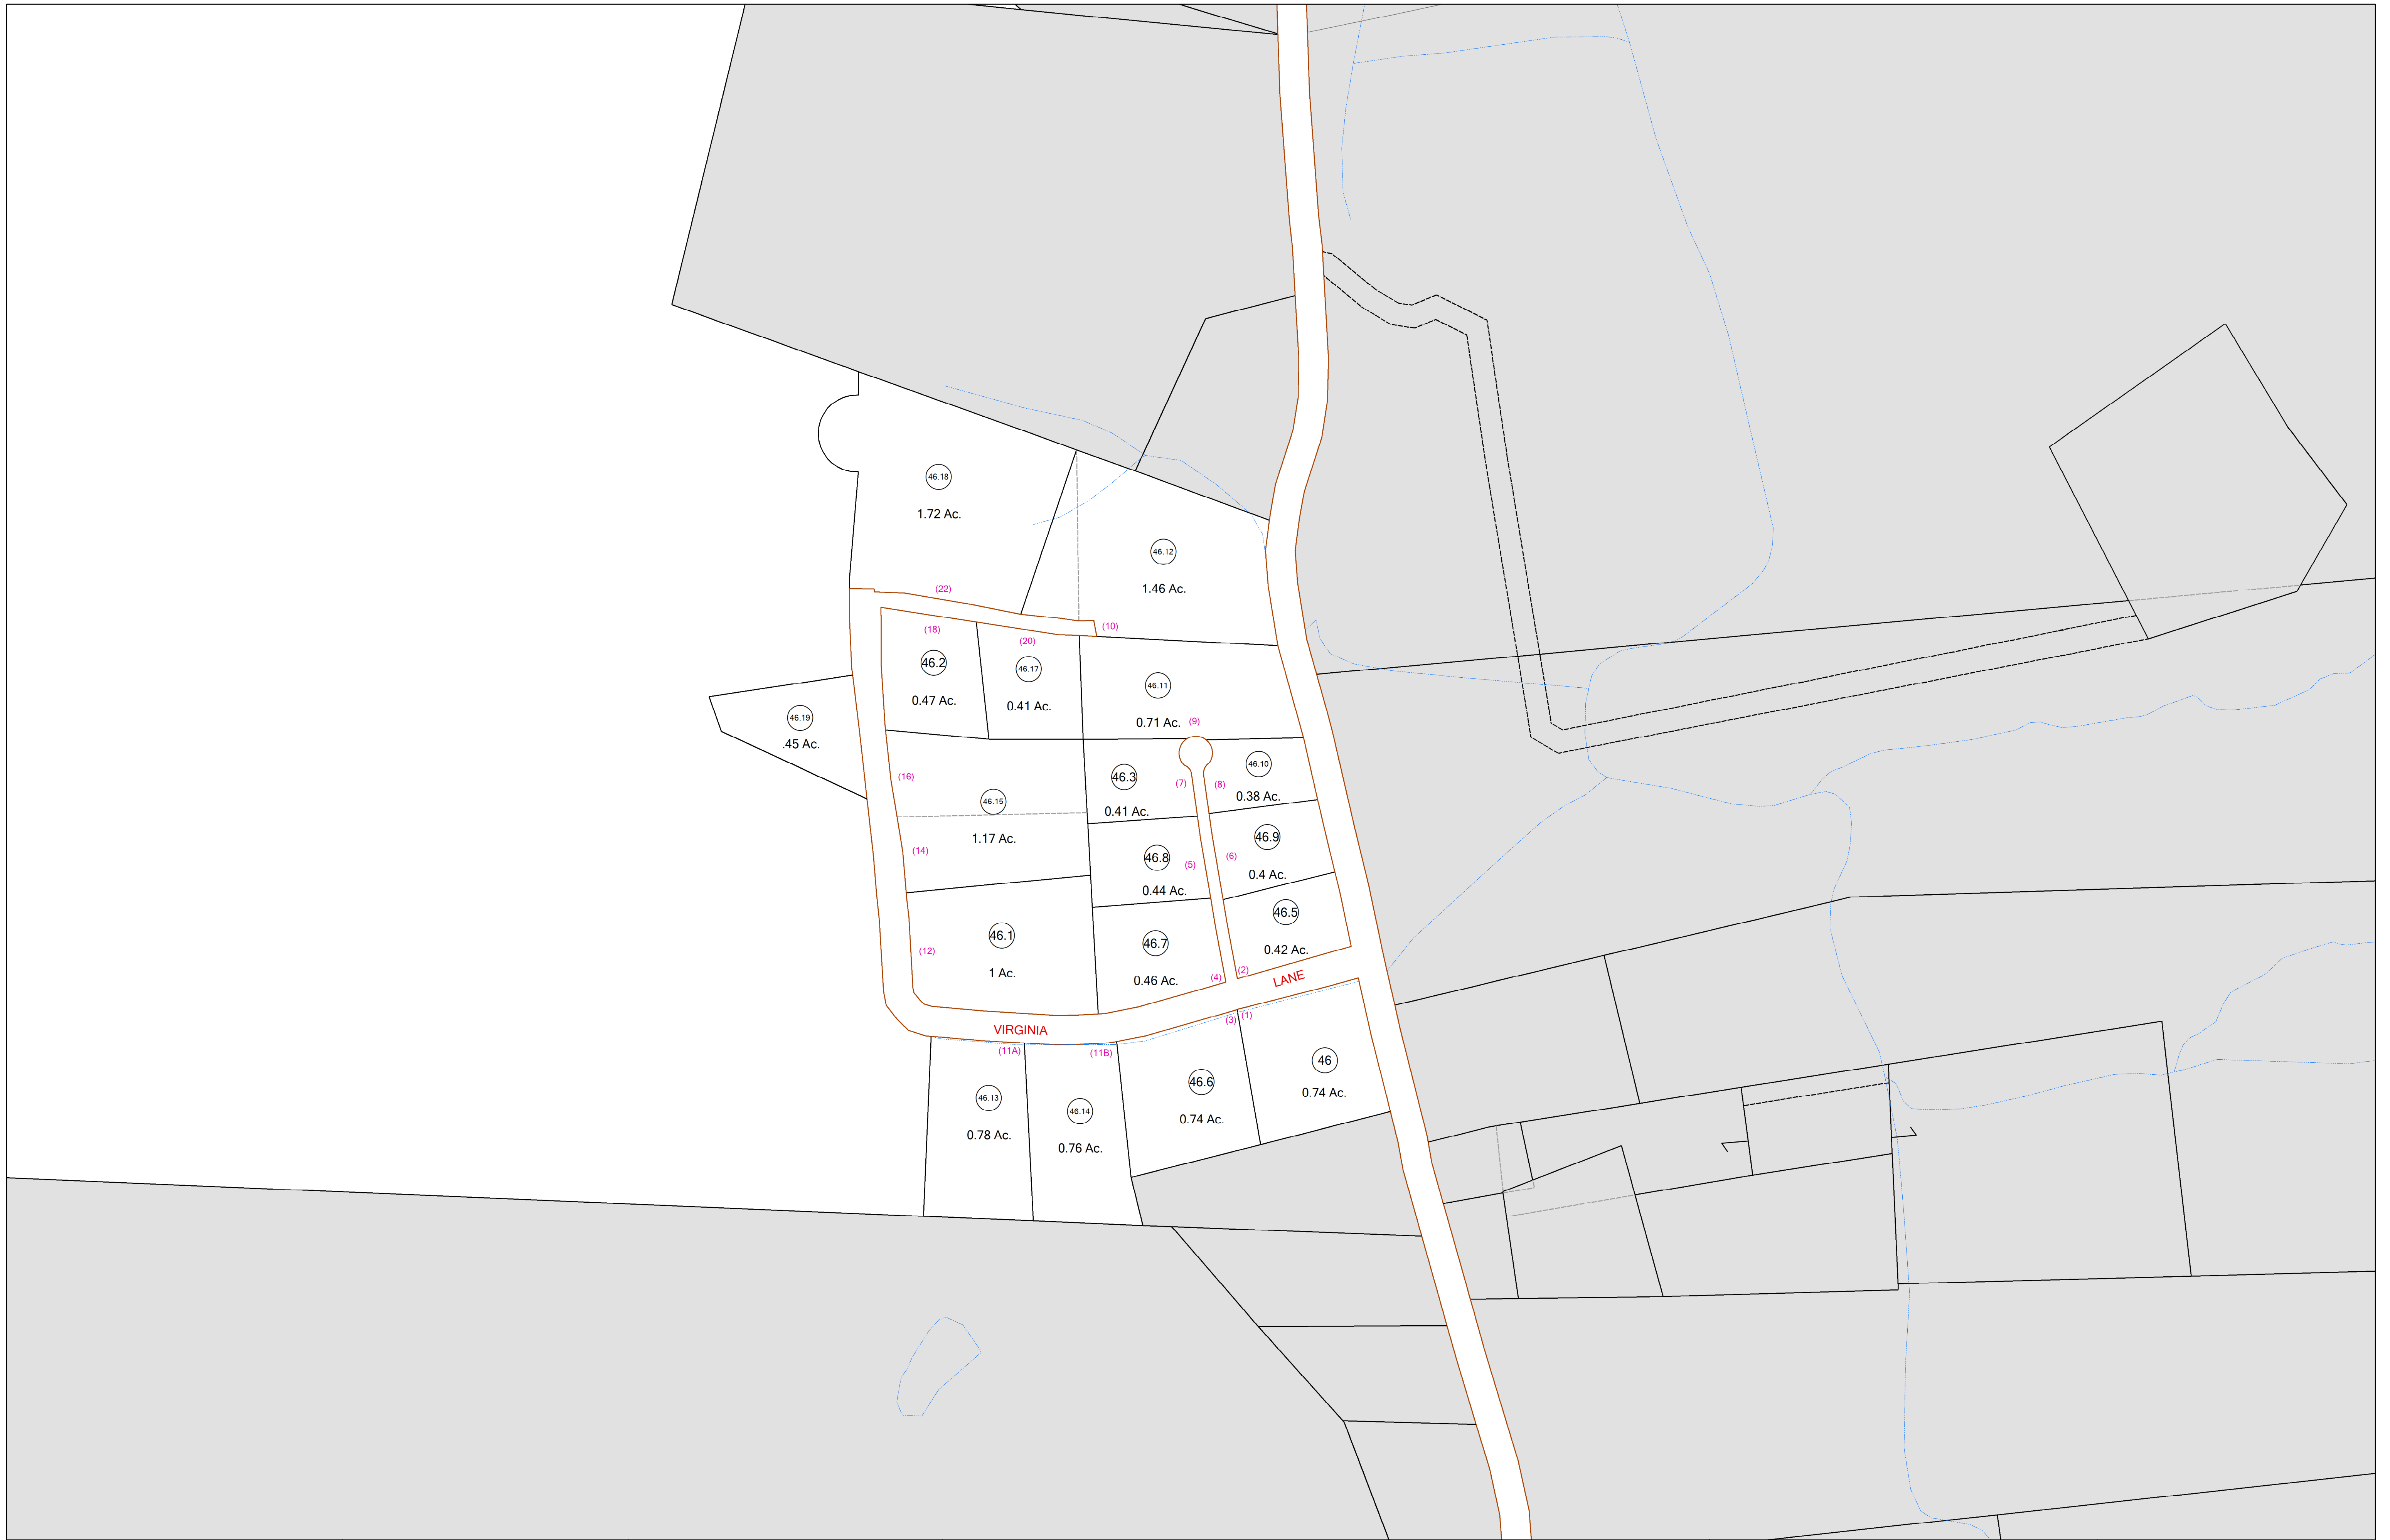 46.18
1.72 Ac.
46.12
1.46 Ac.
(22)
(10)
(18)
(20)
46.2
0.47 Ac.
46.17
0.41 Ac.
46.11
0.71 Ac.
(9)
46.19
.45 Ac.
(16)
46.15
1.17 Ac.
(14)
46.3
0.41 Ac.
(7)
(8)
46.10
0.38 Ac.
46.8
0.44 Ac.
(5)
(6)
46.9
0.4 Ac.
46.1
1 Ac.
(12)
46.7
0.46 Ac.
(4)
(2)
46.5
0.42 Ac.
VIRGINIA LANE
(3)
(1)
(11A)
(11B)
46.13
0.78 Ac.
46.14
0.76 Ac.
46.6
0.74 Ac.
46
0.74 Ac.